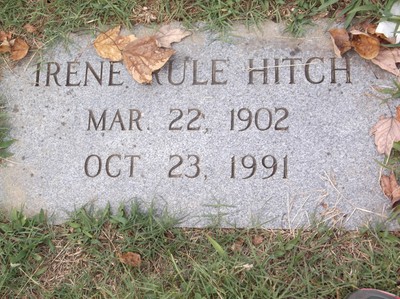 IRENE RULE HITCH
MAR. 22, 1902
OCT. 23, 1991